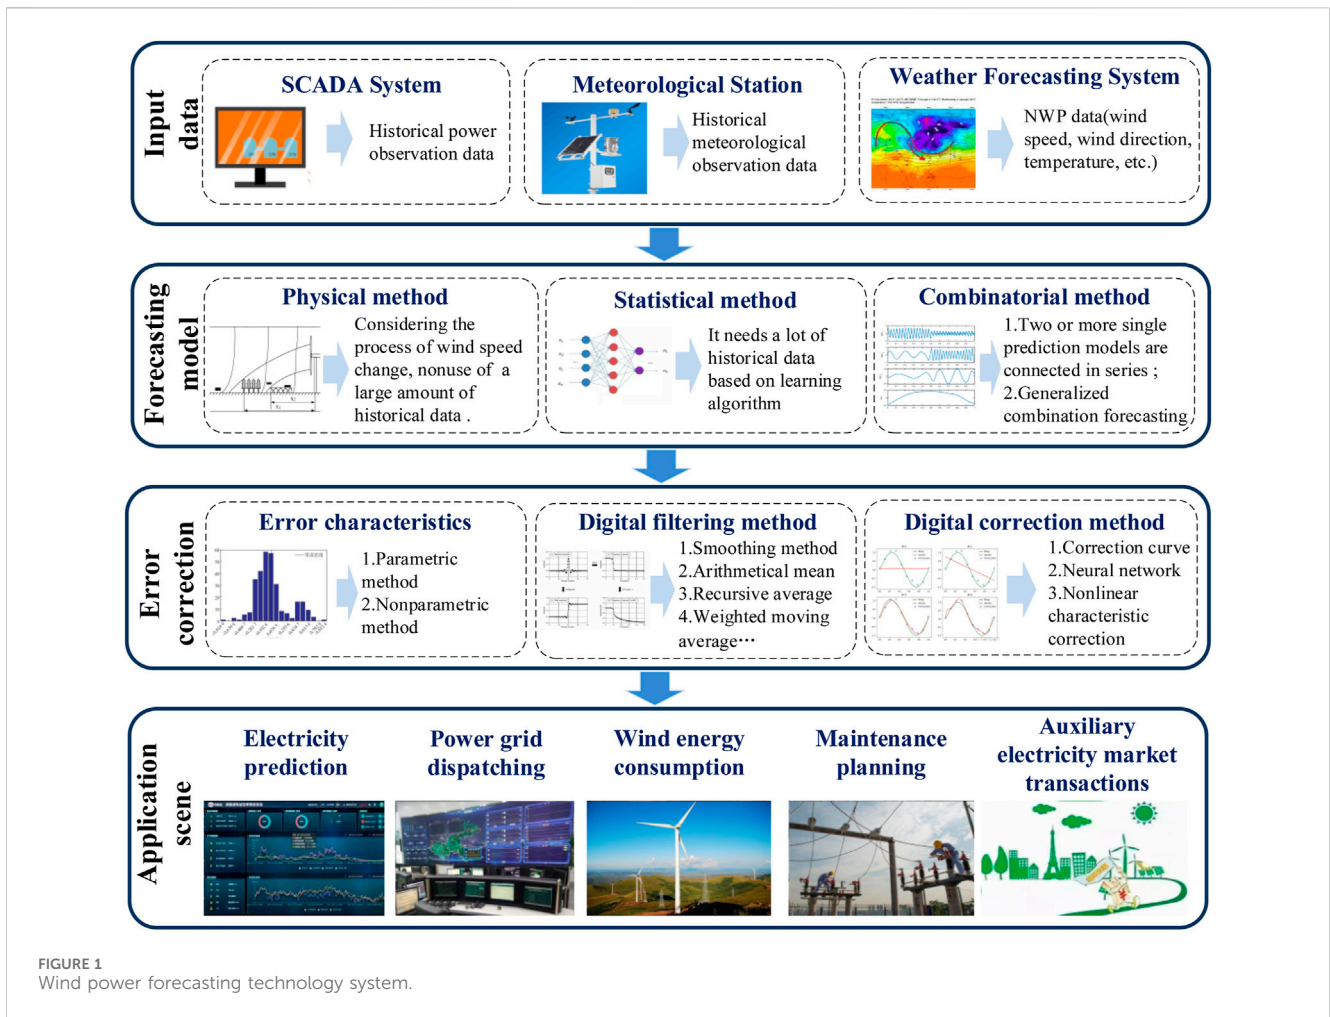 Input
data
SCADA System
Historical power
observation data
Meteorological Station
Historical
meteorological
observation data
Weather Forecasting System
NWP data(wind
speed, wind direction,
temperature, etc.)
Forecasting
model
Physical method
Considering the
process of wind speed
change, nonuse of a
large amount of
historical data .
Statistical method
It needs a lot of
historical data
based on learning
algorithm
Combinatorial method
1.Two or more single
prediction models are
connected in series ;
2.Generalized
combination forecasting
Error
correction
Error characteristics
1.Parametric
method
2.Nonparametric
method
Digital filtering method
1.Smoothing method
2.Arithmetical mean
3.Recursive average
4.Weighted moving
average⋯
Digital correction method
1.Correction curve
2.Neural network
3.Nonlinear
characteristic
correction
Application
scene
Electricity
prediction
Power grid
dispatching
Wind energy
consumption
Maintenance
planning
Auxiliary
electricity market
transactions
FIGURE 1
Wind power forecasting technology system.